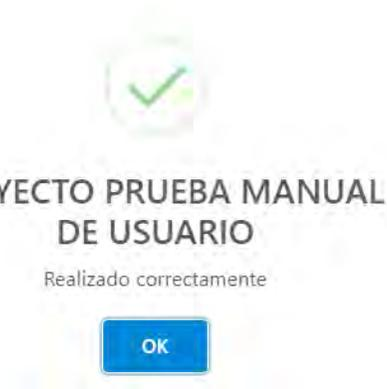 YECTO PRUEBA MANUAL
DE USUARIO
Realizado correctamente
OK